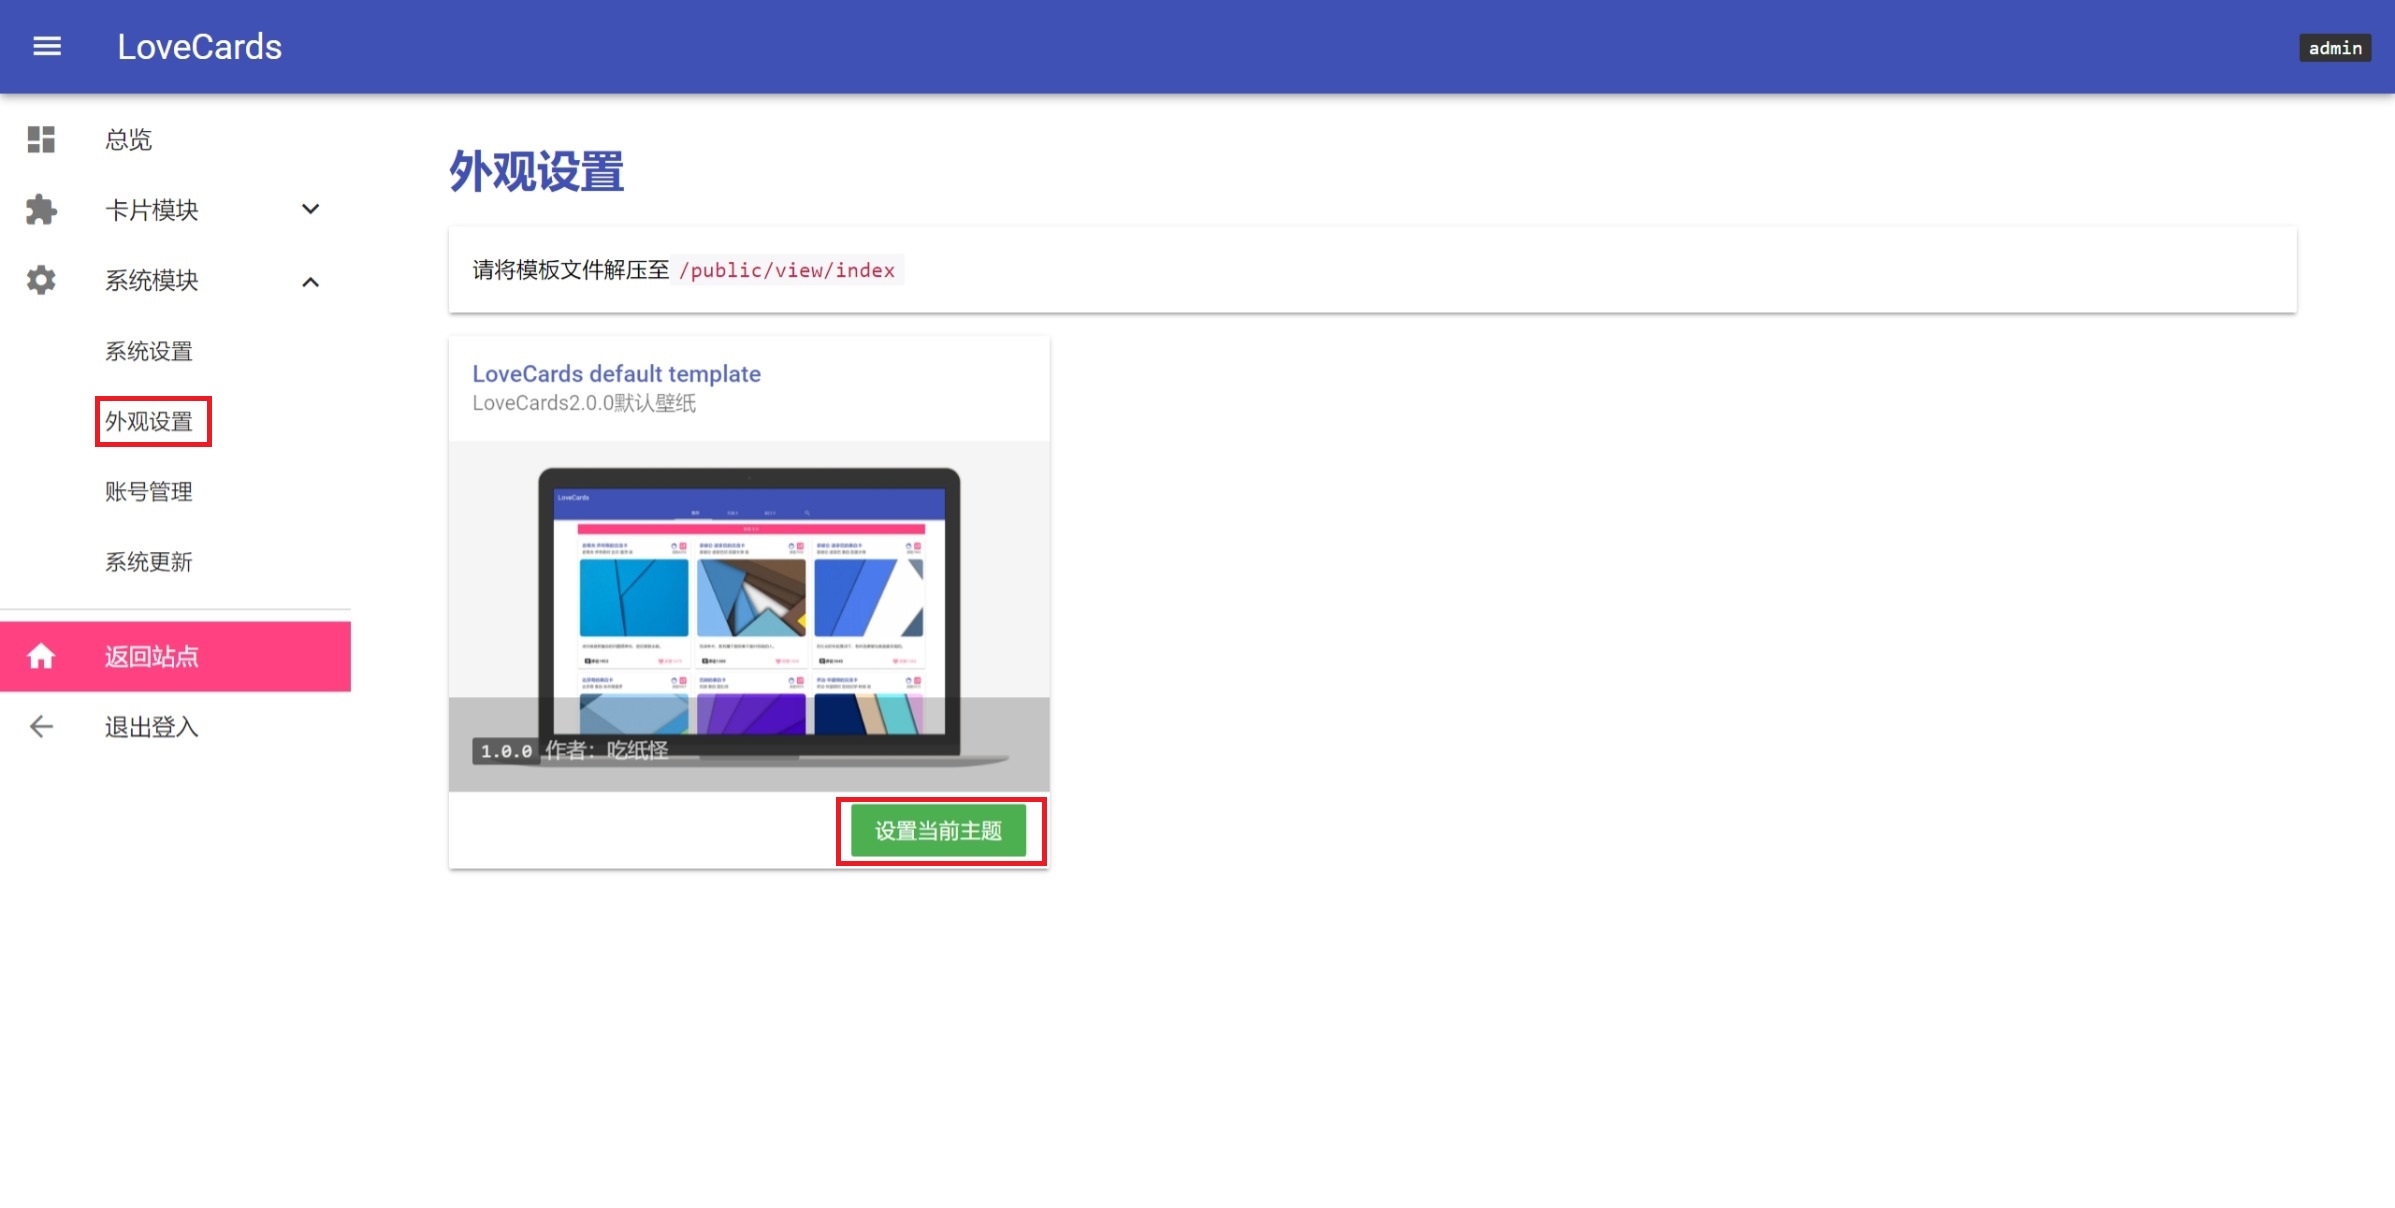 LoveCards
admin
总览
卡片模块
系统模块
系统设置
外观设置
账号管理
系统更新
返回站点
退出登入
外观设置
请将模板文件解压至 /public/view/index
LoveCards default template
LoveCards2.0.0默认壁纸
LoveCards
1.0.0 作者：吃纸怪
设置当前主题